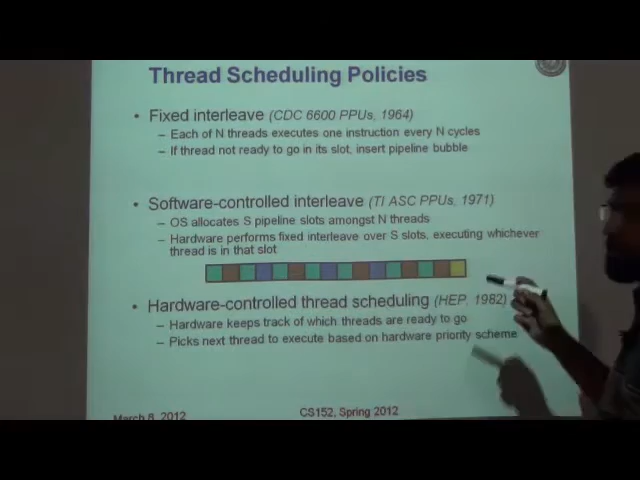 Thread Scheduling Policies
• Fixed interleave (CDC 6600 PPUs, 1964)
– Each of N threads executes one instruction every N cycles
– If thread not ready to go in its slot, insert pipeline bubble
• Software-controlled interleave (TI ASC PPUs, 1971)
– OS allocates S pipeline slots amongst N threads
– Hardware performs fixed interleave over S slots, executing whichever
thread is in that slot
• Hardware-controlled thread scheduling (HEP, 1982)
– Hardware keeps track of which threads are ready to go
– Picks next thread to execute based on hardware priority scheme
March 8, 2012
CS152, Spring 2012